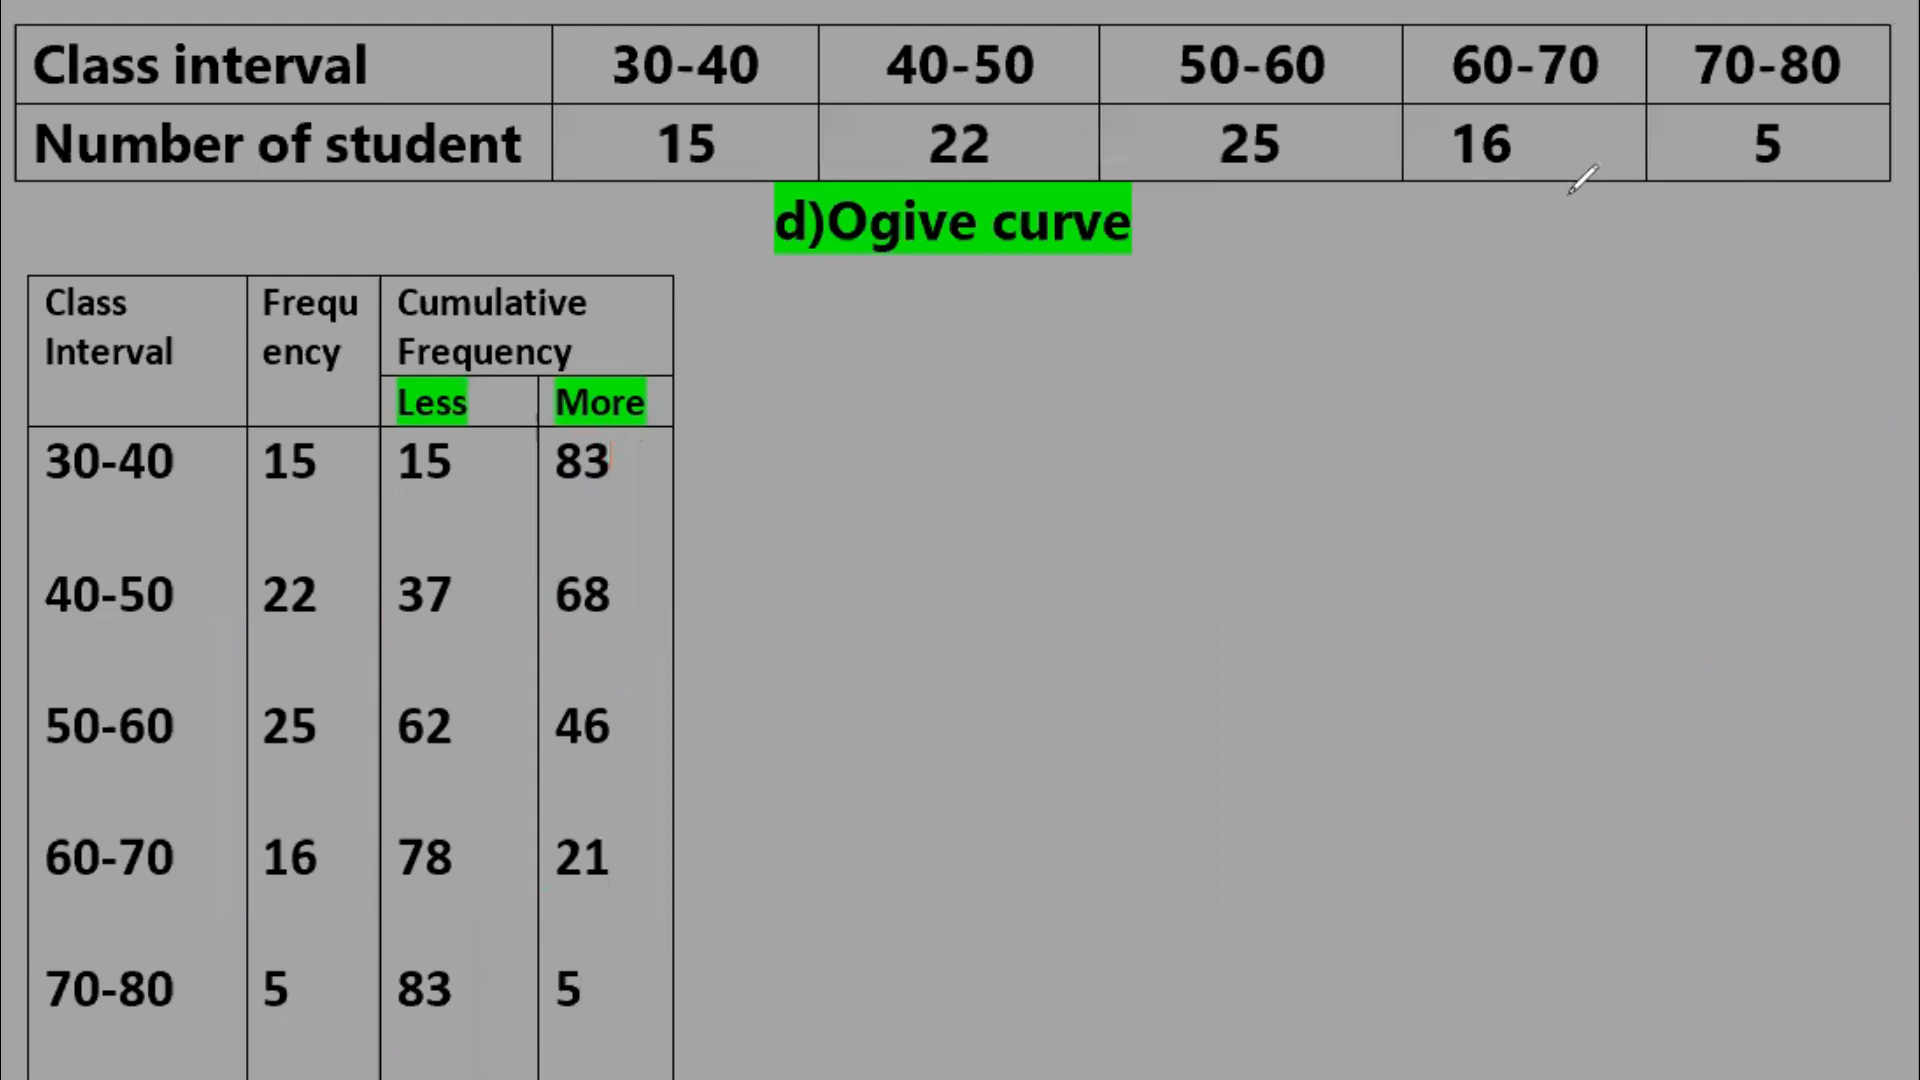 Class interval 30-40 40-50 50-60 60-70 70-80
Number of student 15 22 25 16 5
d)Ogive curve
Class Interval Frequ ency Cumulative Frequency
Less More
30-40 15 15 83
40-50 22 37 68
50-60 25 62 46
60-70 16 78 21
70-80 5 83 5